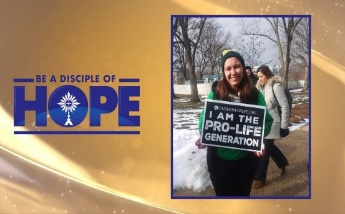 BE A DISCIPLE OF
HOPE
I AM THE
PRO-LIFE
GENERATION